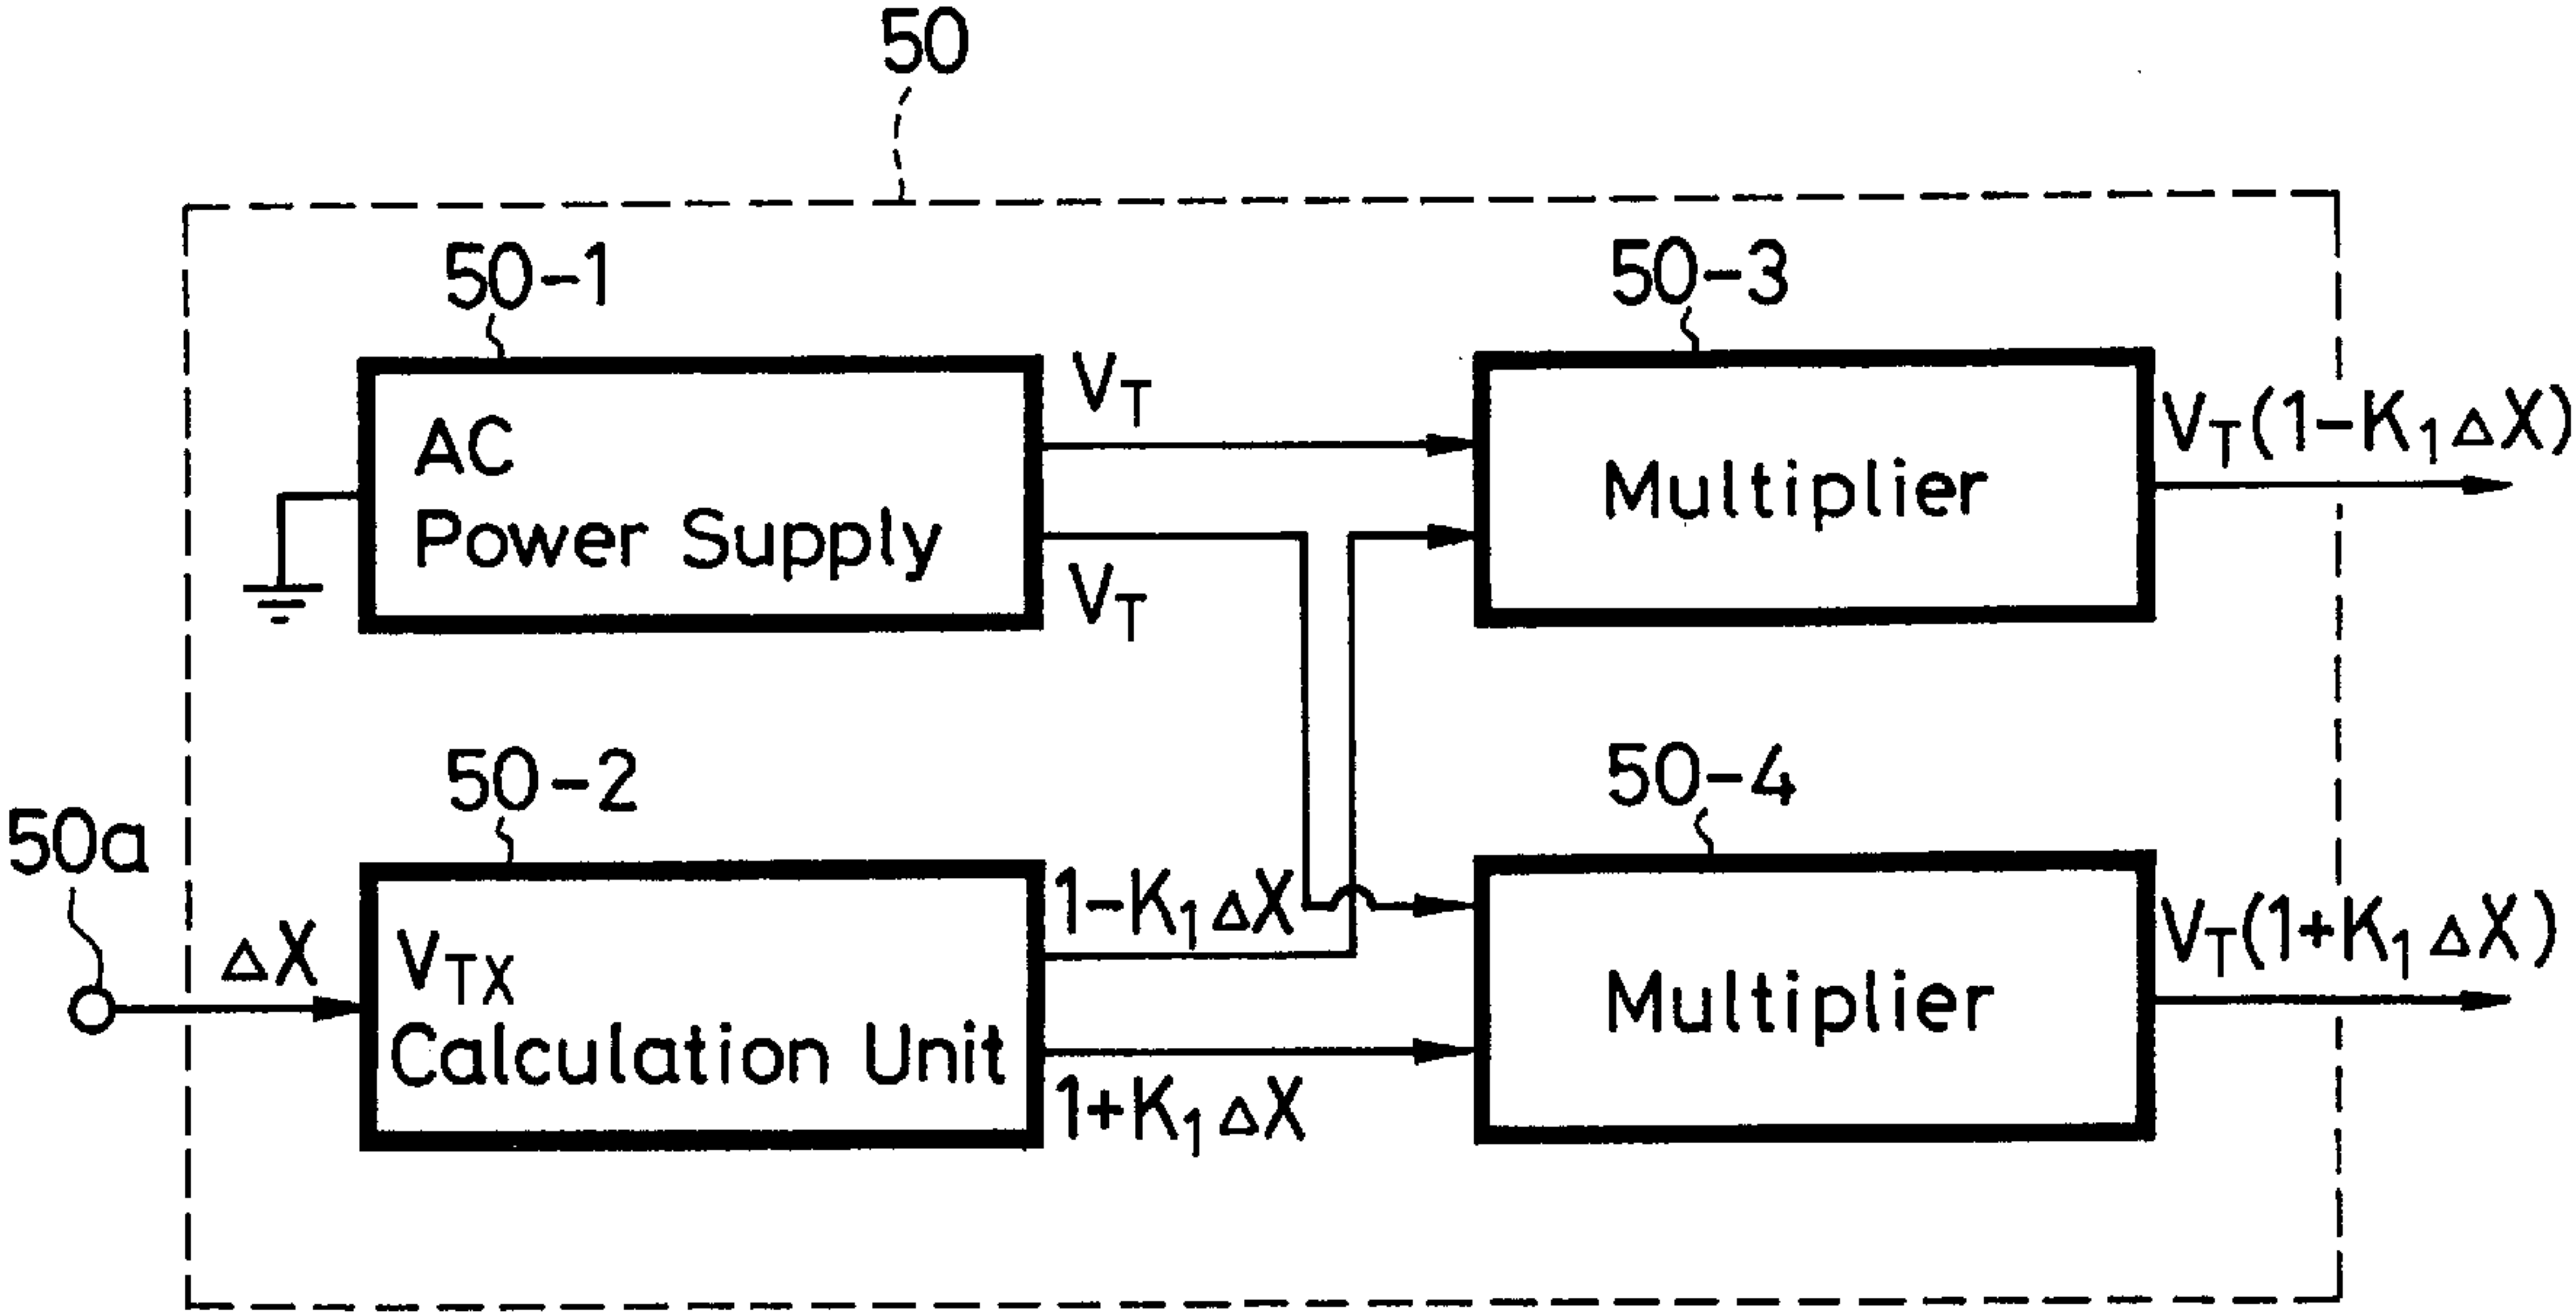 50
50-1
50-3
AC
Power Supply
V_T
V_T
Multiplier
V_T(1-K_1ΔX)
50-2
50-4
50a
ΔX
V_TX
Calculation Unit
1-K_1ΔX
1+K_1ΔX
Multiplier
V_T(1+K_1ΔX)